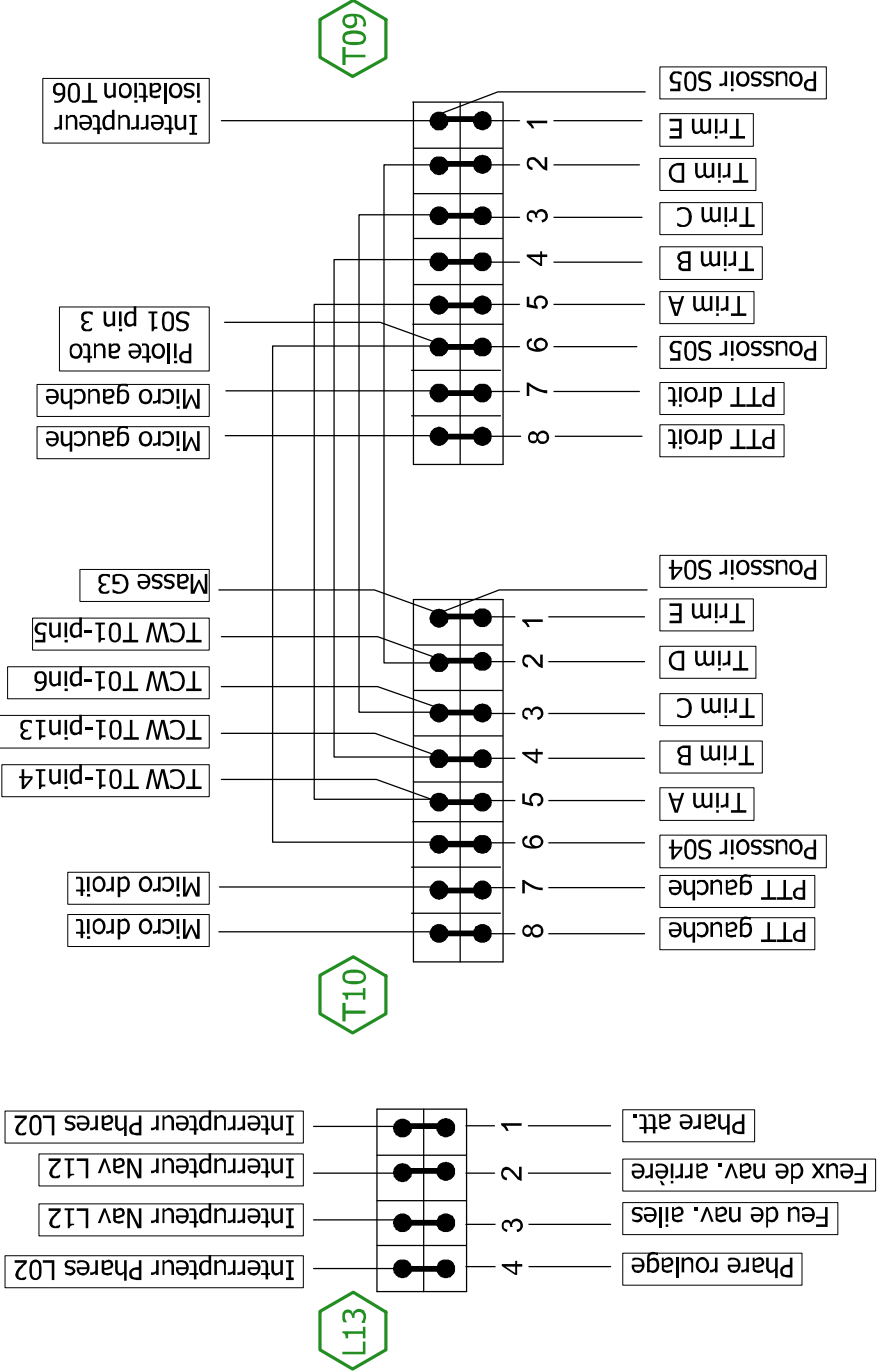 T09
Interrupteur
isolation T06
Pilote auto
S01 pin 3
Micro gauche
Micro gauche
1
2
3
4
5
6
7
8
Poussoir S05
Trim E
Trim D
Trim C
Trim B
Trim A
Poussoir S05
PTT droit
PTT droit
Masse G3
TCW T01-pin5
TCW T01-pin6
TCW T01-pin13
TCW T01-pin14
Micro droit
Micro droit
1
2
3
4
5
6
7
8
Poussoir S04
Trim E
Trim D
Trim C
Trim B
Trim A
Poussoir S04
PTT gauche
PTT gauche
T10
Interrupteur Phares L02
Interrupteur Nav L12
Interrupteur Nav L12
Interrupteur Phares L02
1
2
3
4
Phare att.
Feux de nav. arrière
Feu de nav. ailes
Phare roulage
L13